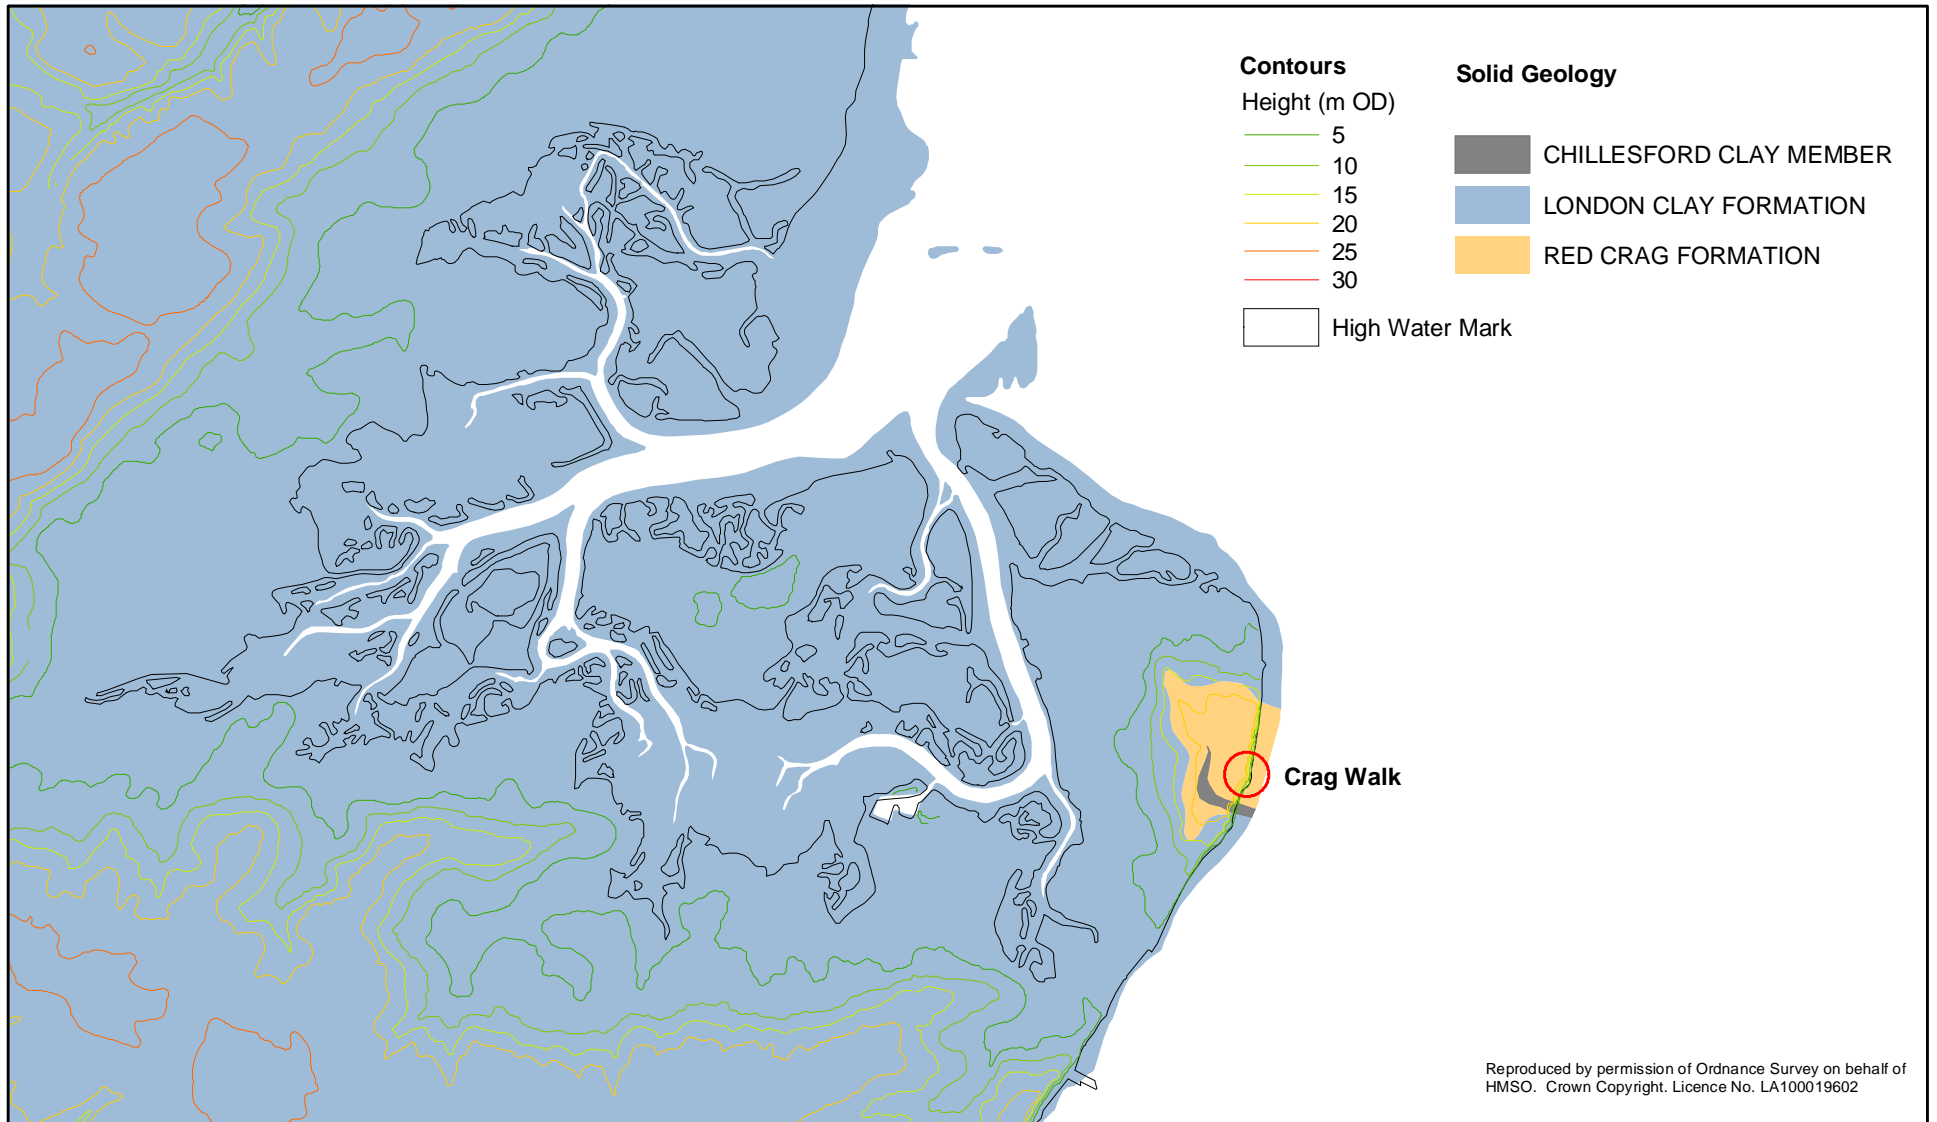 Contours
Height (m OD)
5
10
15
20
25
30
High Water Mark
Solid Geology
CHILLESFORD CLAY MEMBER
LONDON CLAY FORMATION
RED CRAG FORMATION
Crag Walk
Reproduced by permission of Ordnance Survey on behalf of
HMSO. Crown Copyright. Licence No. LA100019602